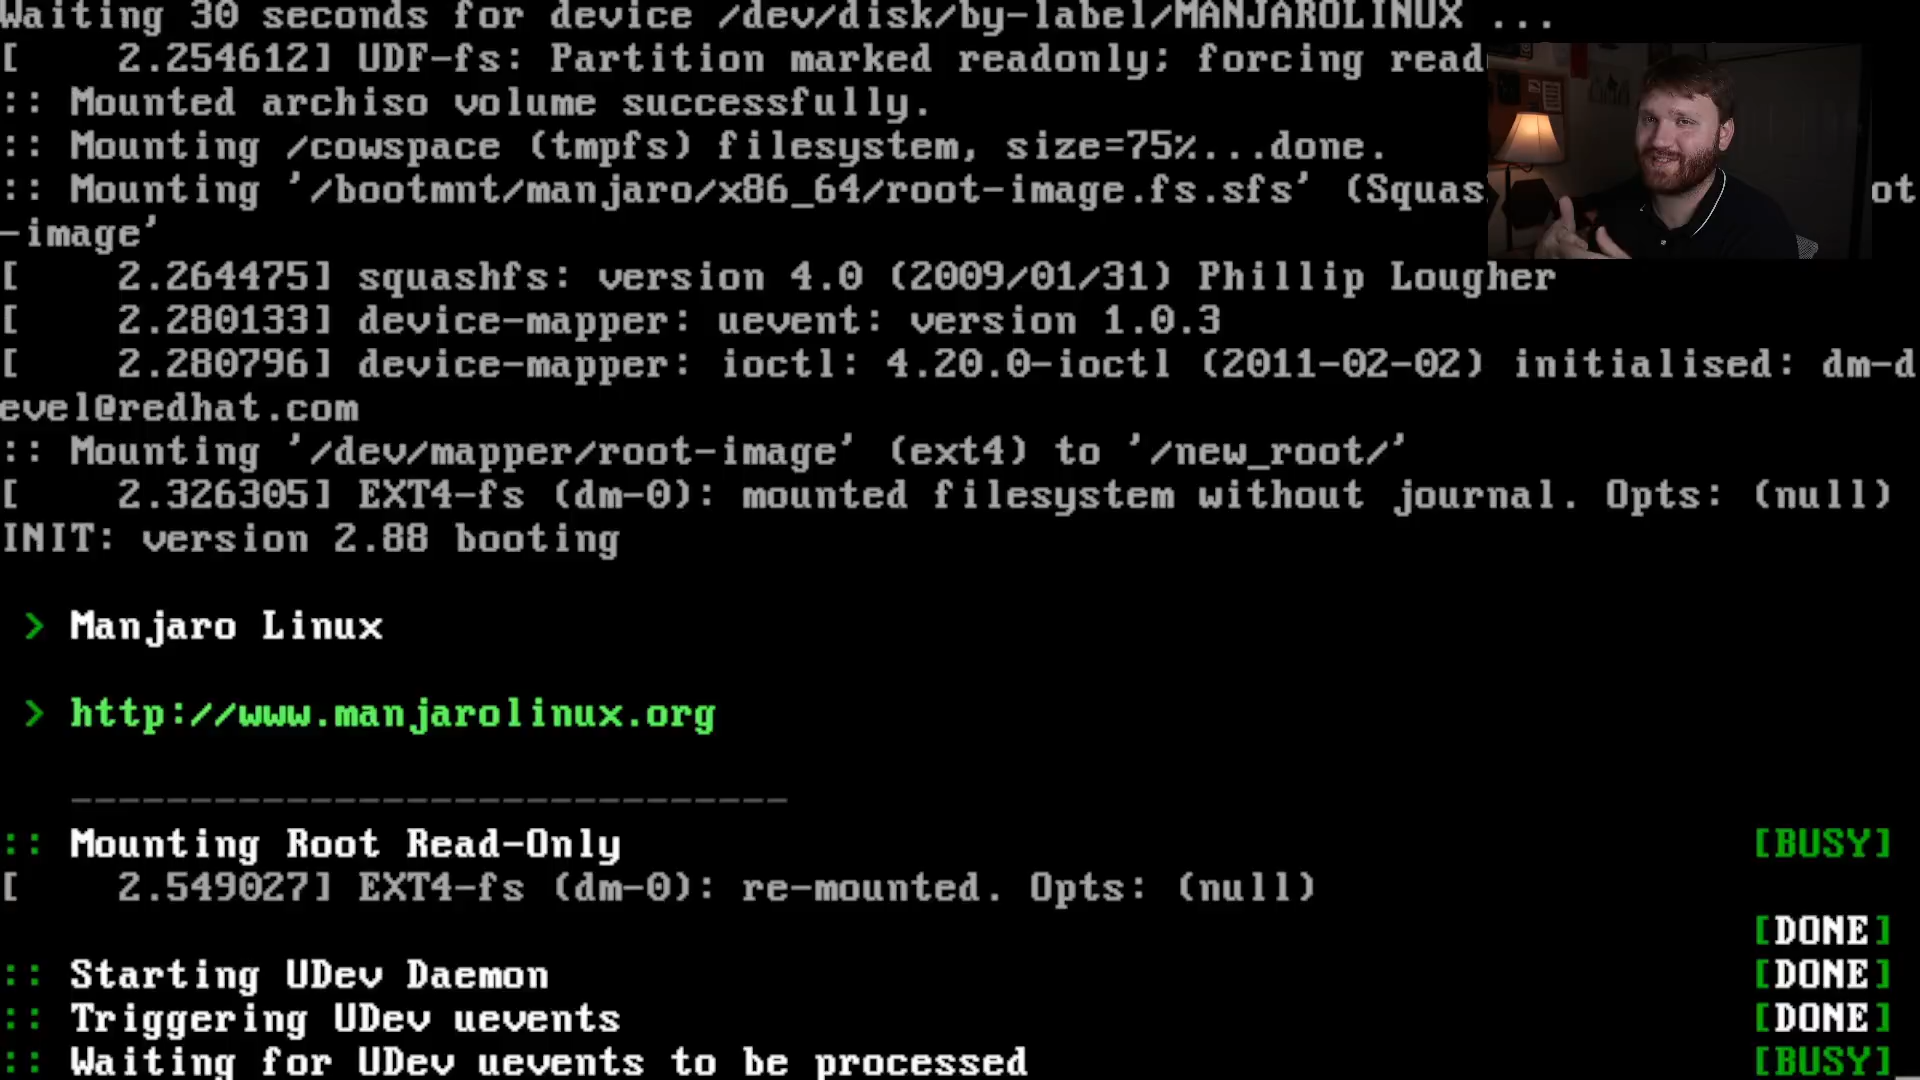 Waiting 30 seconds for device /dev/disk/by-label/MANJAROLINUX ...
[    2.254612] UDF-fs: Partition marked readonly; forcing read
:: Mounted archiso volume successfully.
:: Mounting /cowspace (tmpfs) filesystem, size=75%...done.
:: Mounting '/bootmnt/manjaro/x86_64/root-image.fs.sfs' (Squas ot
-image'
[    2.264475] squashfs: version 4.0 (2009/01/31) Phillip Lougher
[    2.280133] device-mapper: uevent: version 1.0.3
[    2.280796] device-mapper: ioctl: 4.20.0-ioctl (2011-02-02) initialised: dm-d
evel@redhat.com
:: Mounting '/dev/mapper/root-image' (ext4) to '/new_root/'
[    2.326305] EXT4-fs (dm-0): mounted filesystem without journal. Opts: (null)
INIT: version 2.88 booting
> Manjaro Linux
> http://www.manjarolinux.org
------------------------------
:: Mounting Root Read-Only [BUSY]
[    2.549027] EXT4-fs (dm-0): re-mounted. Opts: (null)
[DONE]
:: Starting UDev Daemon [DONE]
:: Triggering UDev uevents [DONE]
:: Waiting for UDev uevents to be processed [BUSY]